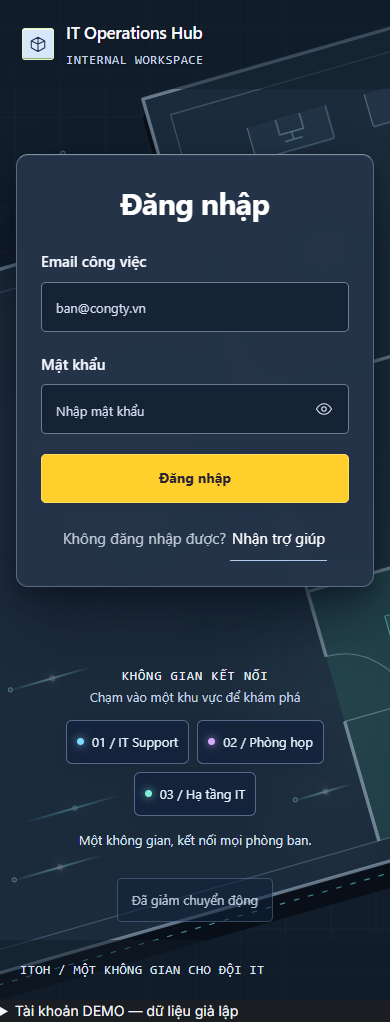 IT Operations Hub
INTERNAL WORKSPACE
Đăng nhập
Email công việc
ban@congty.vn
Mật khẩu
Nhập mật khẩu
Đăng nhập
Không đăng nhập được? Nhận trợ giúp
KHÔNG GIAN KẾT NỐI
Chạm vào một khu vực để khám phá
01 / IT Support
02 / Phòng họp
03 / Hạ tầng IT
Một không gian, kết nối mọi phòng ban.
Đã giảm chuyển động
ITOH / MỘT KHÔNG GIAN CHO ĐỘI IT
Tài khoản DEMO — dữ liệu giả lập